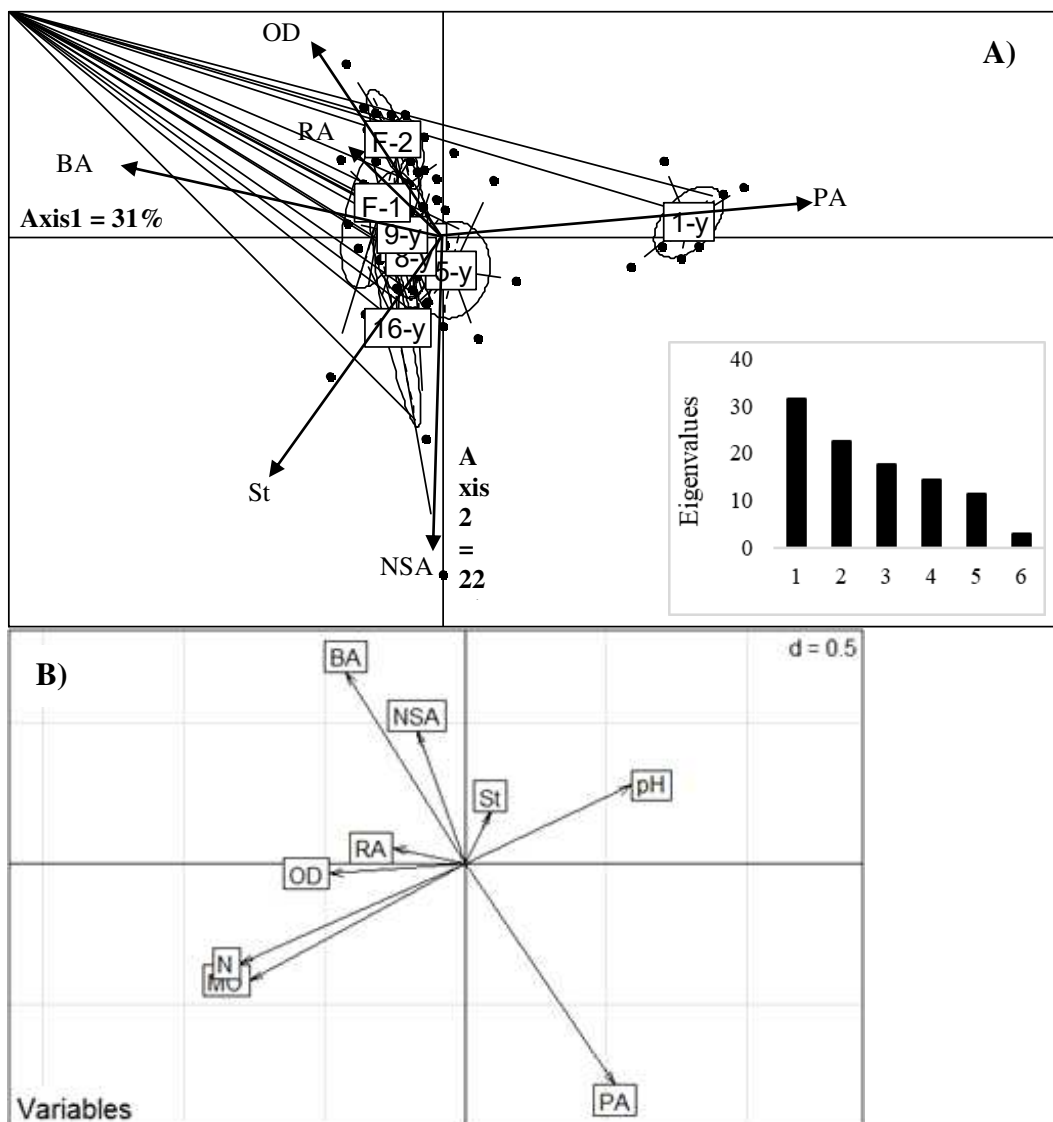 OD
A)
RA
F-2
BA
PA
F-1
1-y
Axis1 = 31%
9-y
8-y
5-y
16-y
40
30
20
10
0
Eigenvalues
1 2 3 4 5 6
St
A
xis
2
=
22
NSA
B)
d = 0.5
BA
NSA
St
pH
RA
OD
N
MO
PA
Variables